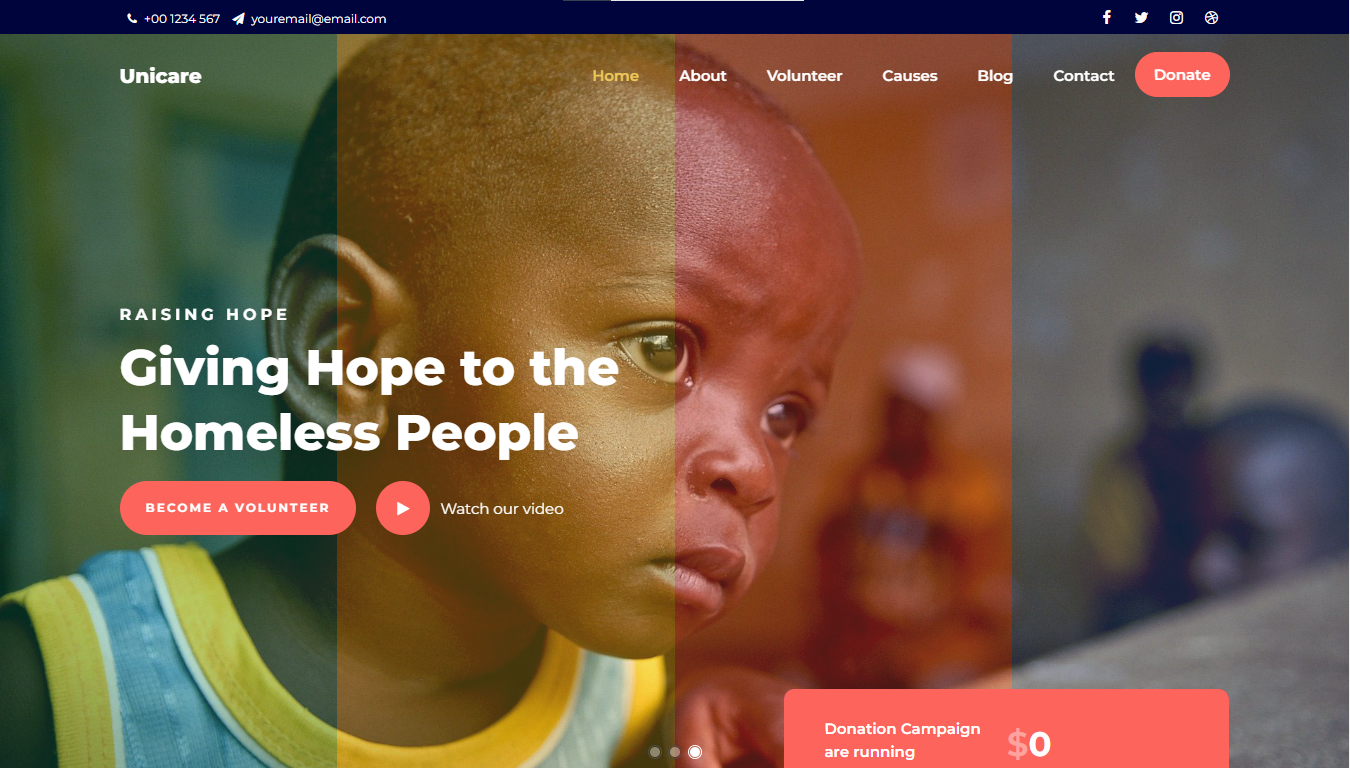 +00 1234 567 youremail@email.com
Unicare Home About Volunteer Causes Blog Contact Donate
RAISING HOPE
Giving Hope to the
Homeless People
BECOME A VOLUNTEER Watch our video
Donation Campaign
are running $0